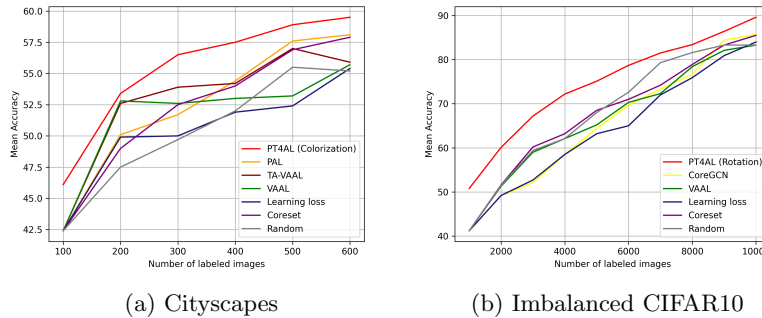 60.0
57.5
55.0
52.5
50.0
47.5
45.0
42.5
Mean Accuracy
PT4AL (Colorization)
PAL
TA-VAAL
VAAL
Learning loss
Coreset
Random
100 200 300 400 500 600
Number of labeled images
(a) Cityscapes
90
80
70
60
50
40
Mean Accuracy
PT4AL (Rotation)
CoreGCN
VAAL
Learning loss
Coreset
Random
2000 4000 6000 8000 1000
Number of labeled images
(b) Imbalanced CIFAR10